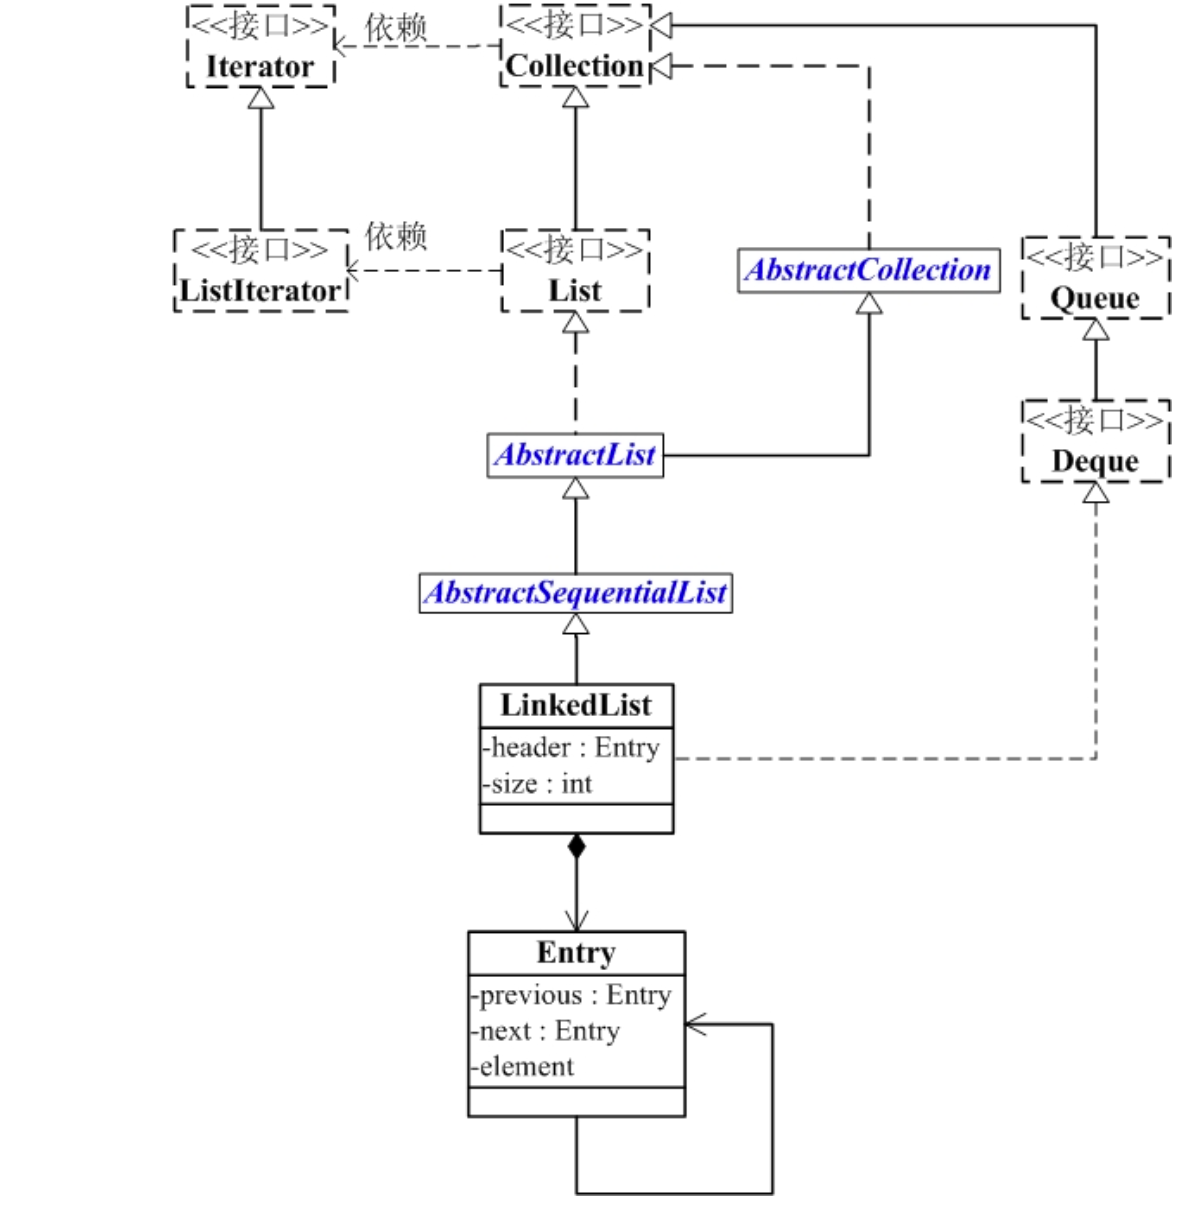 <<接口>>
Iterator
依赖
<<接口>>
Collection
<<接口>>
ListIterator
依赖
<<接口>>
List
AbstractCollection
<<接口>>
Queue
<<接口>>
Deque
AbstractList
AbstractSequentialList
LinkedList
-header : Entry
-size : int
Entry
-previous : Entry
-next : Entry
-element